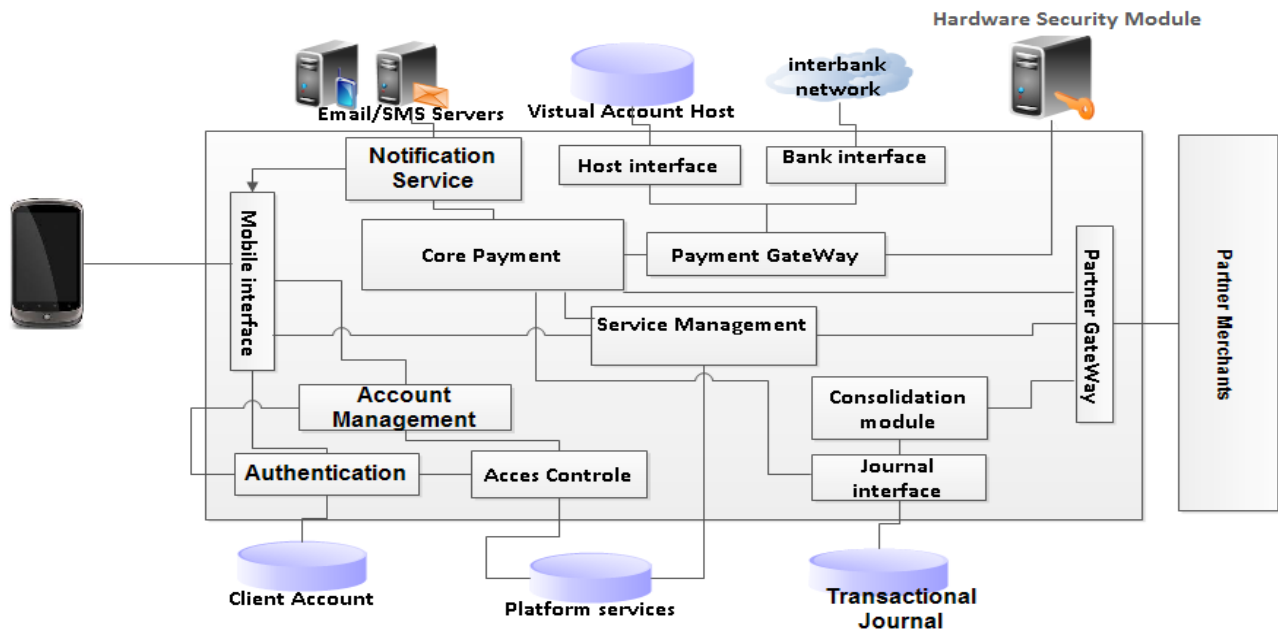 Hardware Security Module
interbank
network
Email/SMS Servers
Vistual Account Host
Notification
Service
Host interface
Bank interface
Mobile interface
Core Payment
Payment GateWay
Partner GateWay
Partner Merchants
Service Management
Account
Management
Consolidation
module
Authentication
Acces Controle
Journal
interface
Client Account
Platform services
Transactional
Journal